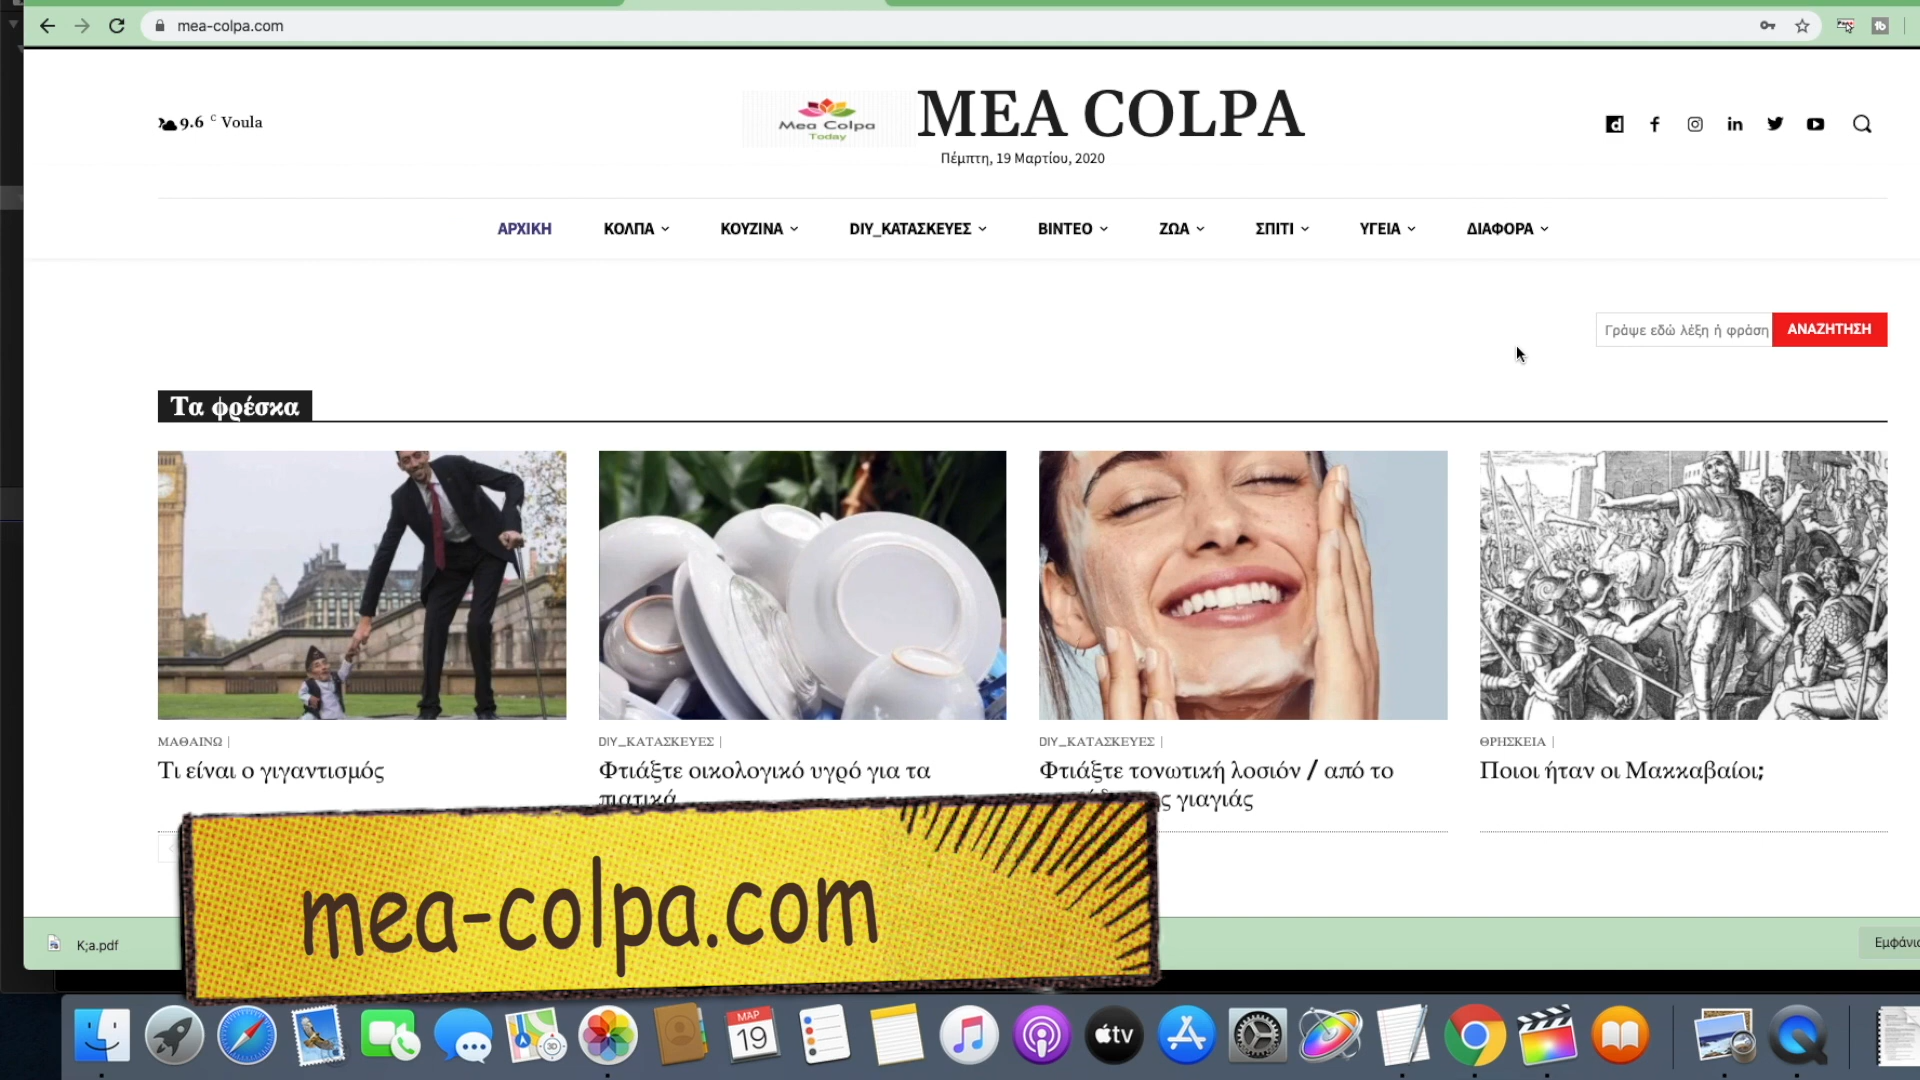 mea-colpa.com
9.6 C Voula
Mea Colpa
Today
MEA COLPA
Πέμπτη, 19 Μαρτίου, 2020
ΑΡΧΙΚΗ ΚΟΛΠΑ ΚΟΥΖΙΝΑ DIY_ΚΑΤΑΣΚΕΥΕΣ ΒΙΝΤΕΟ ΖΩΑ ΣΠΙΤΙ ΥΓΕΙΑ ΔΙΑΦΟΡΑ
Γράψε εδώ λέξη ή φράση ΑΝΑΖΗΤΗΣΗ
Τα φρέσκα
ΜΑΘΑΙΝΩ |
Τι είναι ο γιγαντισμός
DIY_ΚΑΤΑΣΚΕΥΕΣ |
Φτιάξτε οικολογικό υγρό για τα
πιατικά
DIY_ΚΑΤΑΣΚΕΥΕΣ |
Φτιάξτε τονωτική λοσιόν / από το
γιαγιάς
ΘΡΗΣΚΕΙΑ |
Ποιοι ήταν οι Μακκαβαίοι;
mea-colpa.com
K;a.pdf
ΜΑΡ
19
3D
tv